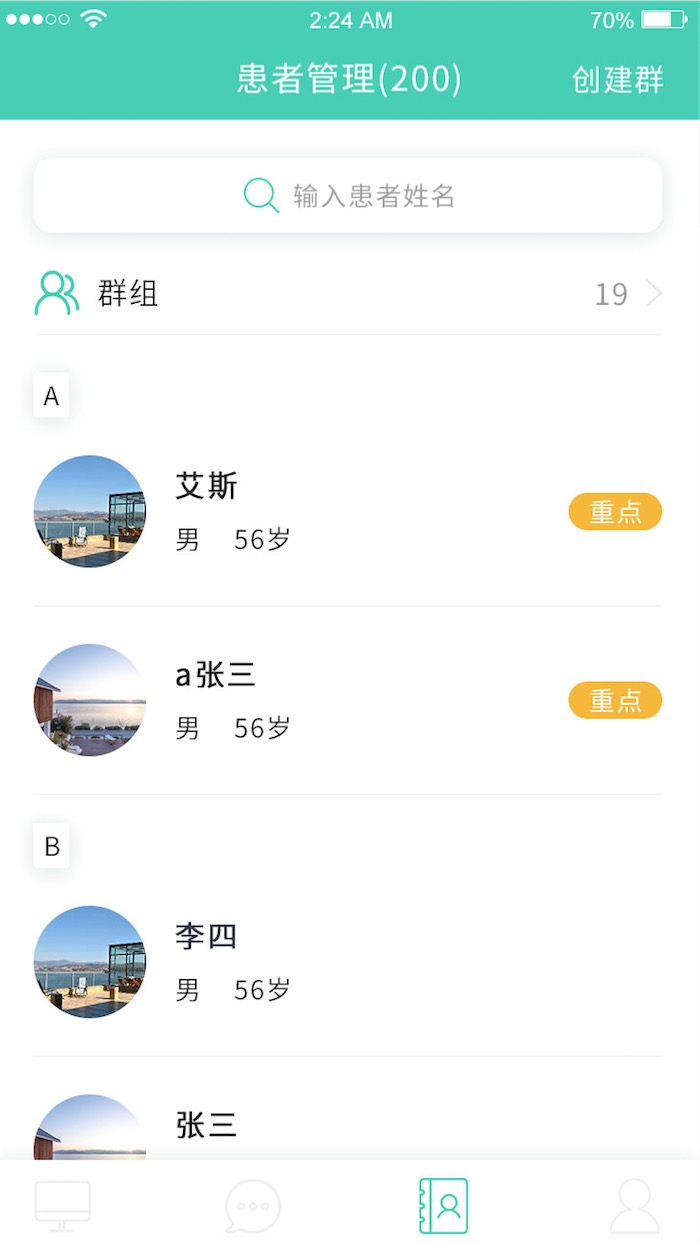 2:24 AM 70%
患者管理(200) 创建群
输入患者姓名
群组 19
A
艾斯
男 56岁 重点
a张三
男 56岁 重点
B
李四
男 56岁
张三